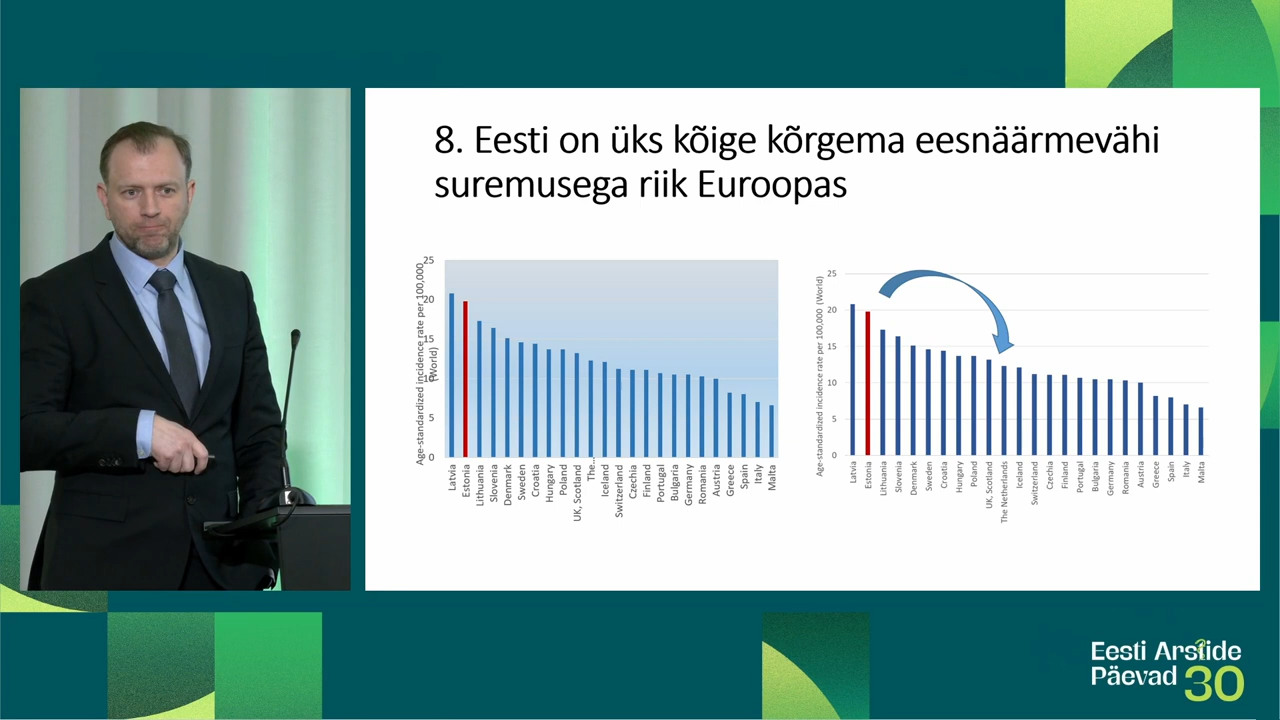 8. Eesti on üks kõige kõrgema eesnäärmevähi
suremusega riik Euroopas
Age-standardized incidence rate per 100,000
(World)
25
20
15
10
5
0
Latvia
Estonia
Lithuania
Slovenia
Denmark
Sweden
Croatia
Hungary
Poland
UK, Scotland
The...
Iceland
Switzerland
Czechia
Finland
Portugal
Bulgaria
Germany
Romania
Austria
Greece
Spain
Italy
Malta
Age-standardized incidence rate per 100,000 (World)
25
20
15
10
5
0
Latvia
Estonia
Lithuania
Slovenia
Denmark
Sweden
Croatia
Hungary
Poland
UK, Scotland
The Netherlands
Iceland
Switzerland
Czechia
Finland
Portugal
Bulgaria
Germany
Romania
Austria
Greece
Spain
Italy
Malta
Eesti Arstide
Päevad 30